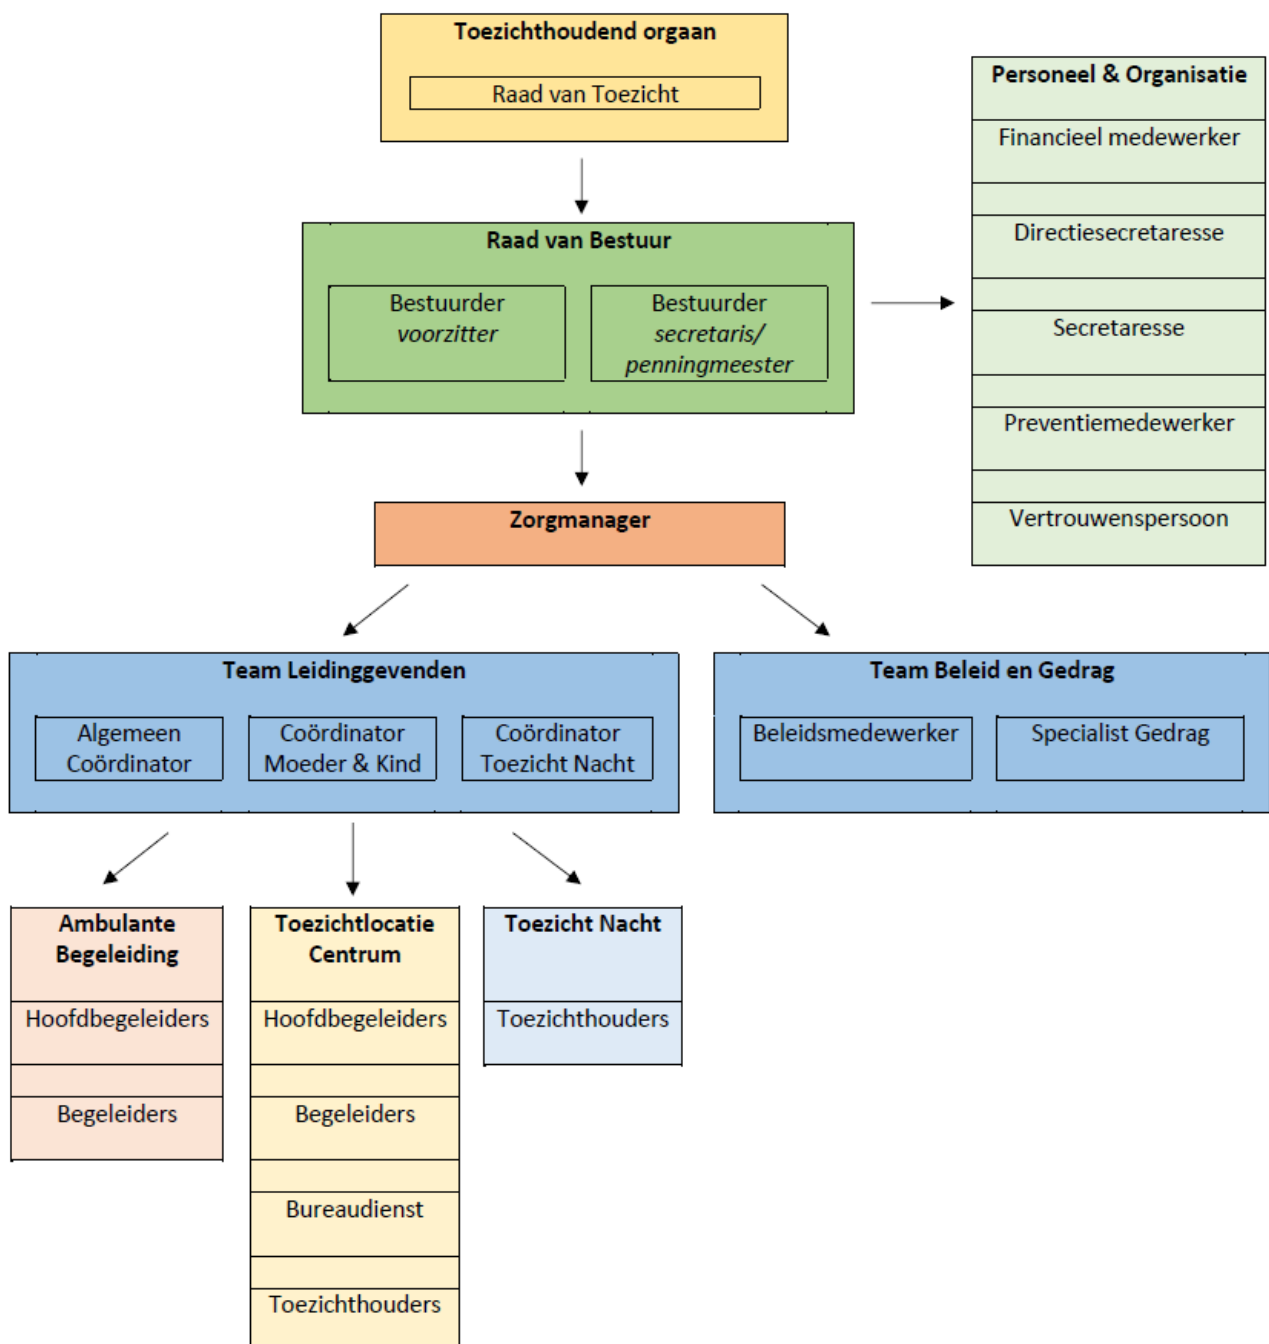 Toezichthoudend orgaan
Raad van Toezicht
Personeel & Organisatie
Financieel medewerker
Directiesecretaresse
Secretaresse
Preventiemedewerker
Vertrouwenspersoon
Raad van Bestuur
Bestuurder
voorzitter
Bestuurder
secretaris/
penningmeester
Zorgmanager
Team Leidinggevenden
Algemeen
Coördinator
Coördinator
Moeder & Kind
Coördinator
Toezicht Nacht
Team Beleid en Gedrag
Beleidsmedewerker
Specialist Gedrag
Ambulante
Begeleiding
Hoofdbegeleiders
Begeleiders
Toezichtlocatie
Centrum
Hoofdbegeleiders
Begeleiders
Bureaudienst
Toezichthouders
Toezicht Nacht
Toezichthouders